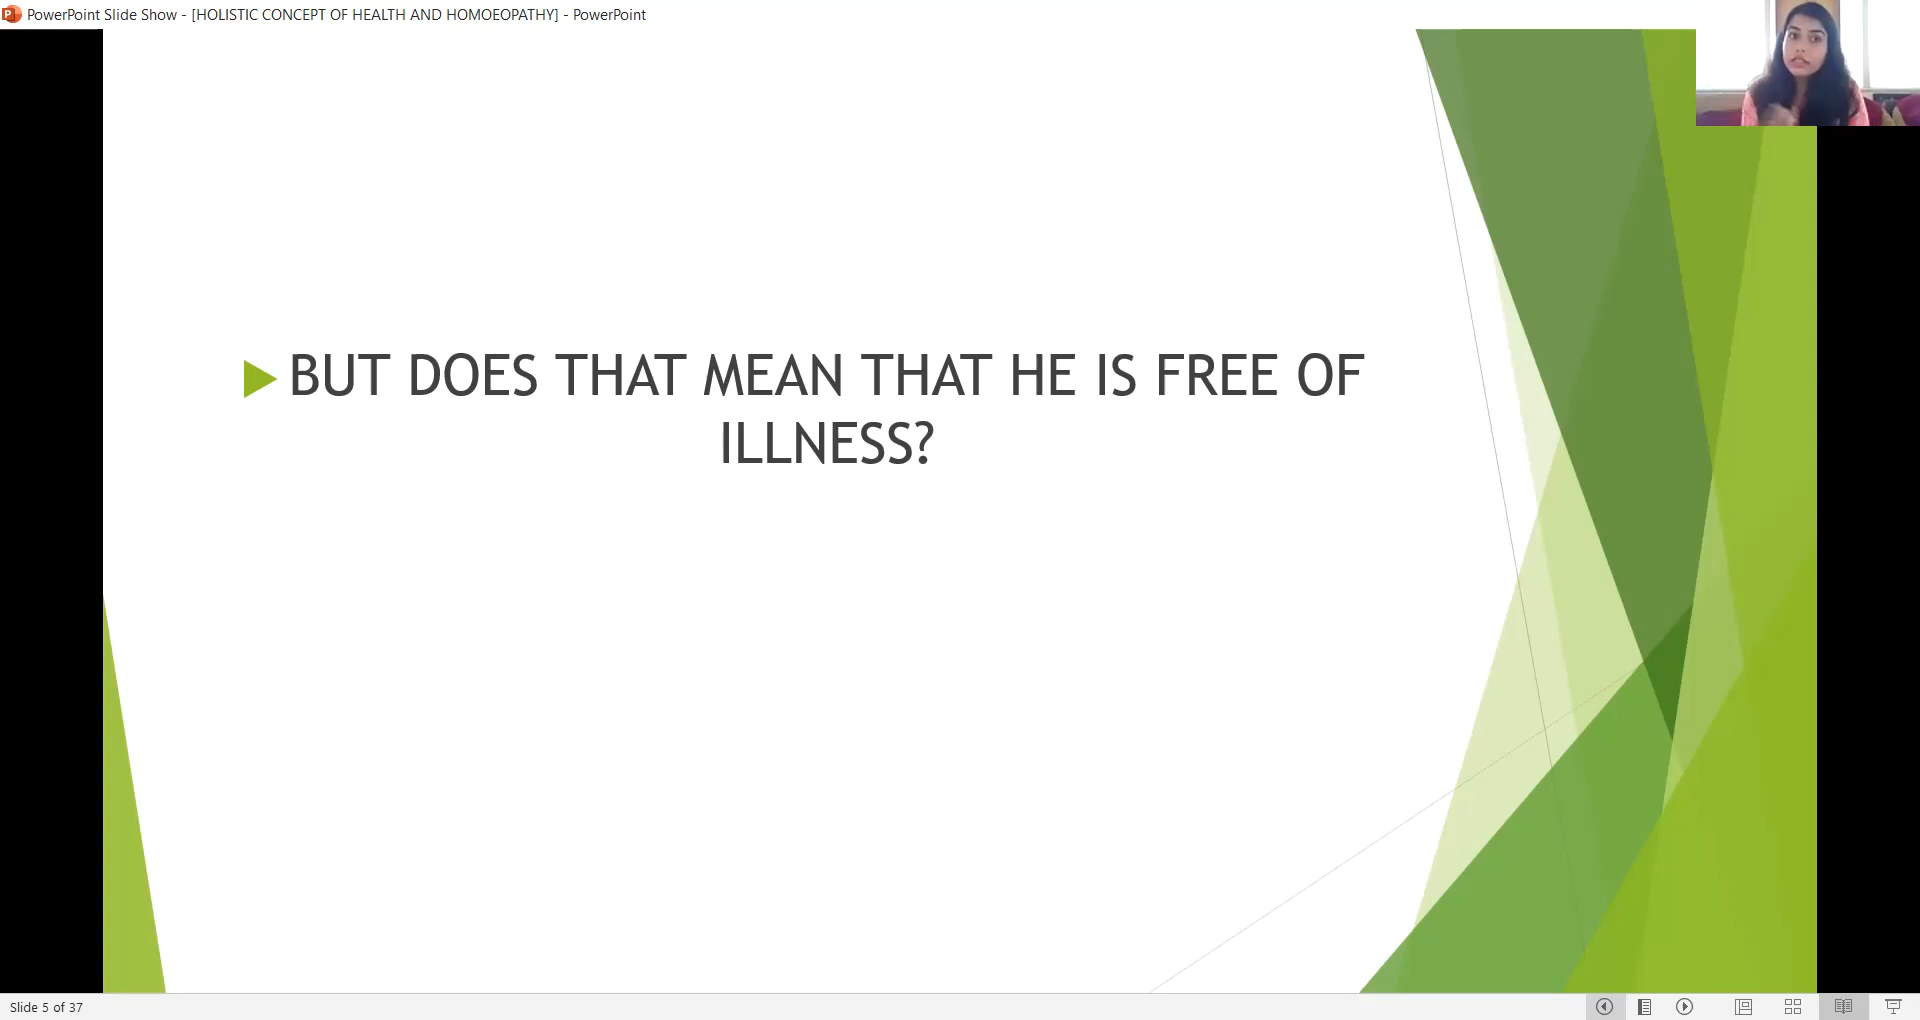 PowerPoint Slide Show - [HOLISTIC CONCEPT OF HEALTH AND HOMOEOPATHY] - PowerPoint
BUT DOES THAT MEAN THAT HE IS FREE OF
ILLNESS?
Slide 5 of 37